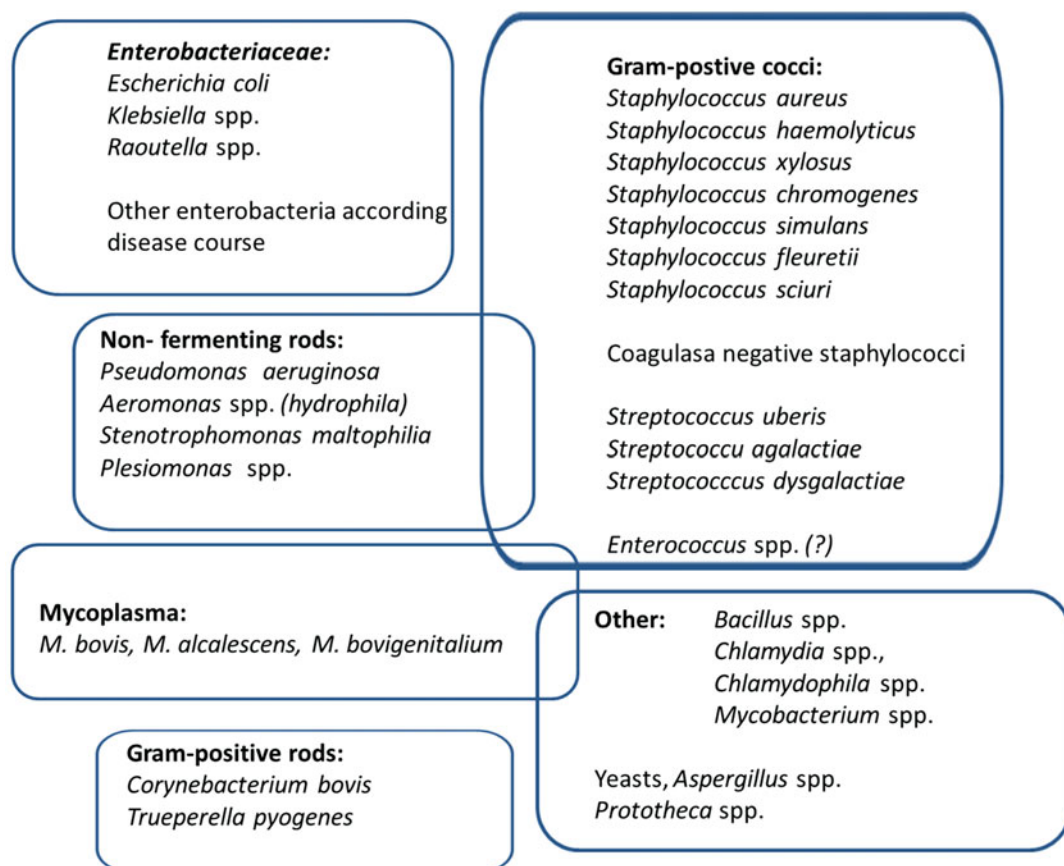 Enterobacteriaceae:
Escherichia coli
Klebsiella spp.
Raoutella spp.
Other enterobacteria according
disease course
Gram-postive cocci:
Staphylococcus aureus
Staphylococcus haemolyticus
Staphylococcus xylosus
Staphylococcus chromogenes
Staphylococcus simulans
Staphylococcus fleuretii
Staphylococcus sciuri
Coagulasa negative staphylococci
Streptococcus uberis
Streptococcu agalactiae
Streptococccus dysgalactiae
Enterococcus spp. (?)
Non- fermenting rods:
Pseudomonas aeruginosa
Aeromonas spp. (hydrophila)
Stenotrophomonas maltophilia
Plesiomonas spp.
Mycoplasma:
M. bovis, M. alcalescens, M. bovigenitalium
Other: Bacillus spp.
Chlamydia spp.,
Chlamydophila spp.
Mycobacterium spp.
Yeasts, Aspergillus spp.
Prototheca spp.
Gram-positive rods:
Corynebacterium bovis
Trueperella pyogenes